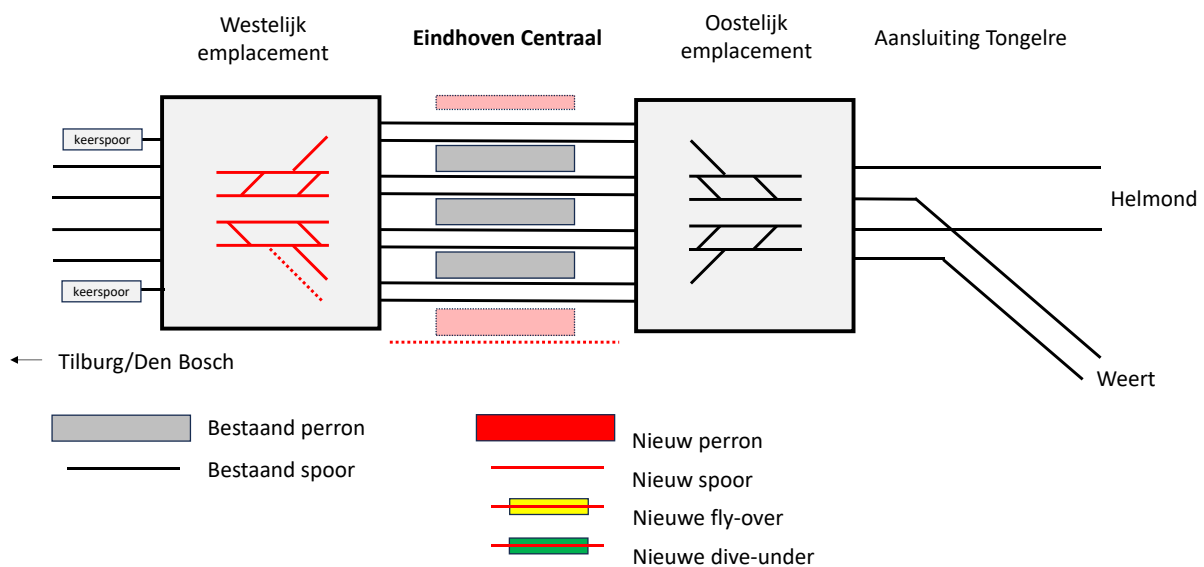 Westelijk
emplacement
Eindhoven Centraal
Oostelijk
emplacement
Aansluiting Tongelre
keerspoor
keerspoor
Helmond
Weert
Tilburg/Den Bosch
Bestaand perron
Bestaand spoor
Nieuw perron
Nieuw spoor
Nieuwe fly-over
Nieuwe dive-under